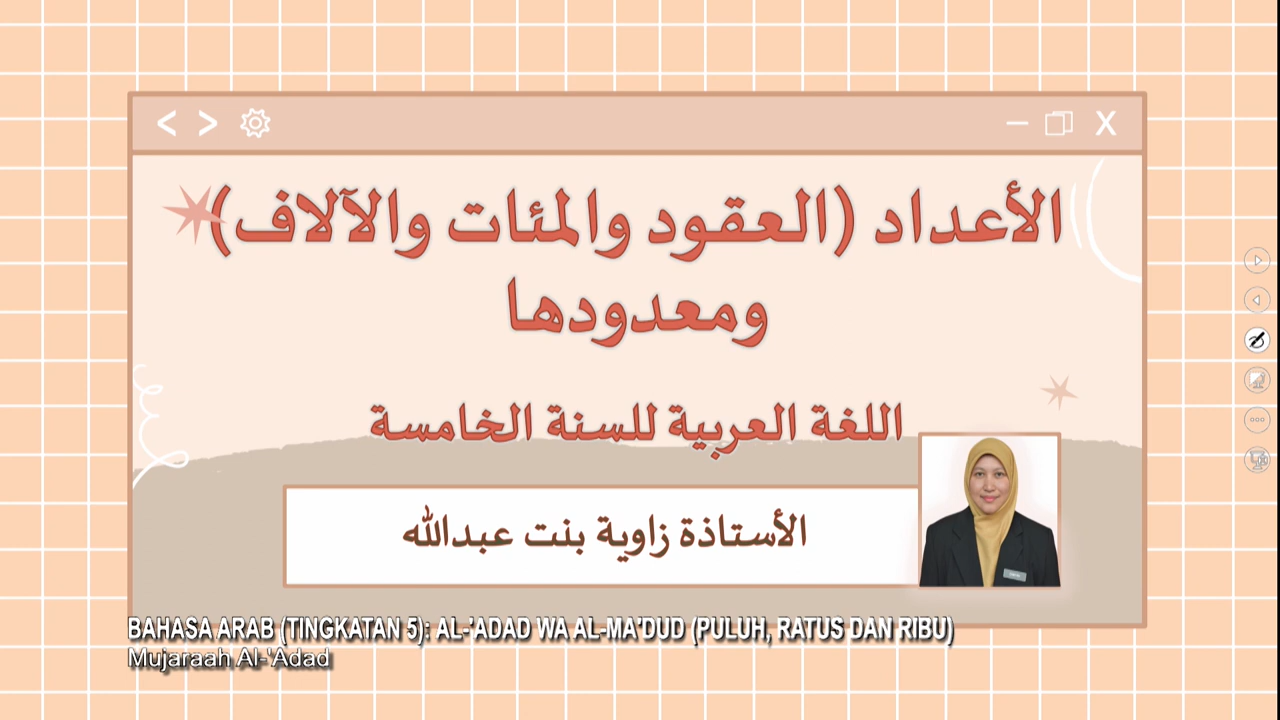 الأعداد (العقود والمئات والآلاف)
ومعدودها
اللغة العربية للسنة الخامسة
الأستاذة زاوية بنت عبدالله
BAHASA ARAB (TINGKATAN 5): AL-'ADAD WA AL-MA'DUD (PULUH, RATUS DAN RIBU)
Mujaraah Al-'Adad